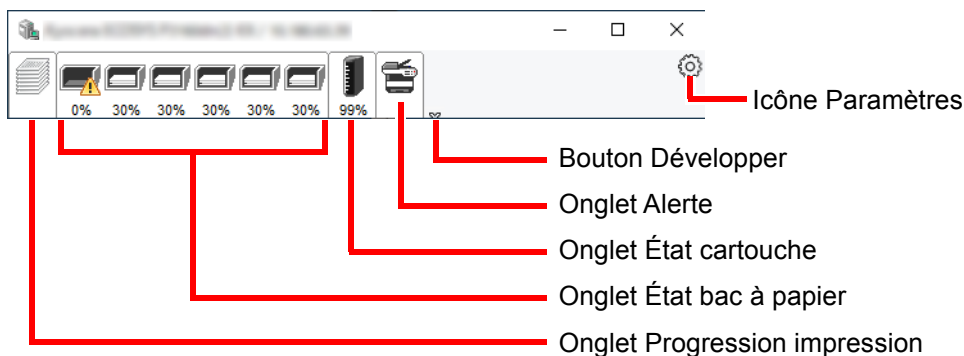 0% 30% 30% 30% 30% 30% 99%
Icône Paramètres
Bouton Développer
Onglet Alerte
Onglet État cartouche
Onglet État bac à papier
Onglet Progression impression